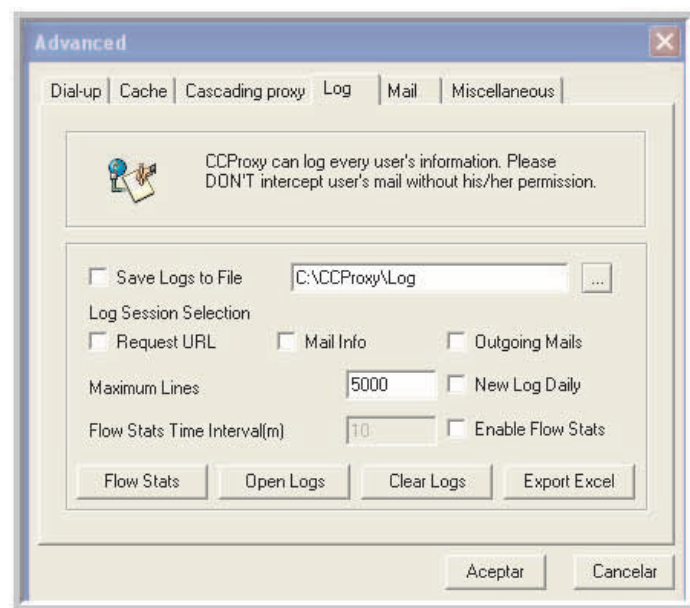 Advanced
Dial-up Cache Cascading proxy Log Mail Miscellaneous
CCProxy can log every user's information. Please
DON'T intercept user's mail without his/her permission.
Save Logs to File C:\CCProxy\Log ...
Log Session Selection
Request URL Mail Info Outgoing Mails
Maximum Lines 5000 New Log Daily
Flow Stats Time Interval(m) 10 Enable Flow Stats
Flow Stats Open Logs Clear Logs Export Excel
Aceptar Cancelar